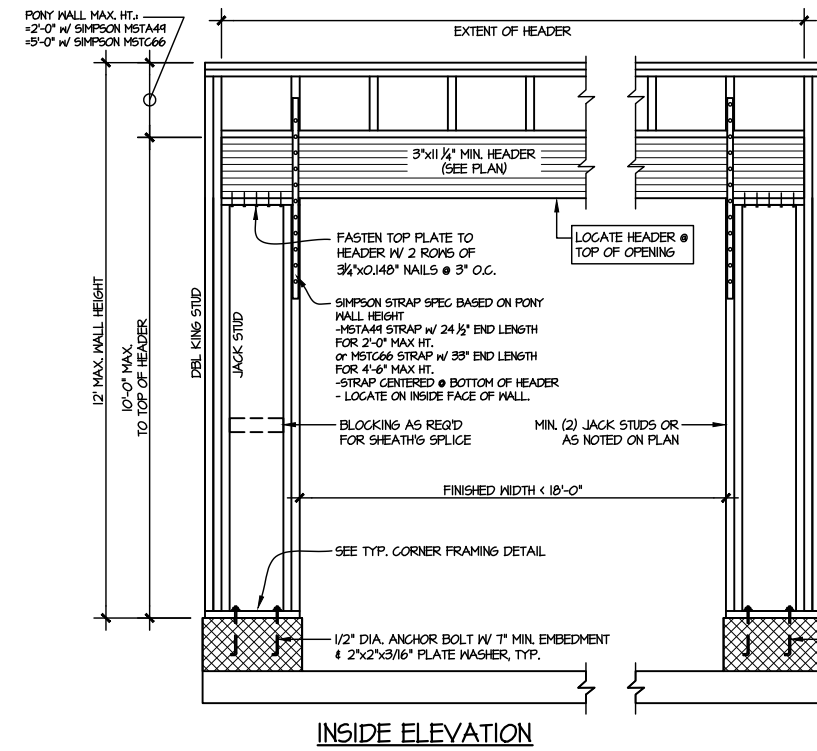 PONY WALL MAX. HT.:
=2'-0" W/ SIMPSON MSTA49
=5'-0" W/ SIMPSON MSTC66
EXTENT OF HEADER
3"x11 1/4" MIN. HEADER
(SEE PLAN)
FASTEN TOP PLATE TO
HEADER W/ 2 ROWS OF
3 1/4"x0.148" NAILS @ 3" O.C.
LOCATE HEADER @
TOP OF OPENING
SIMPSON STRAP SPEC BASED ON PONY
WALL HEIGHT
-MSTA49 STRAP W/ 24 1/2" END LENGTH
FOR 2'-0" MAX HT.
or MSTC66 STRAP W/ 33" END LENGTH
FOR 4'-6" MAX HT.
-STRAP CENTERED @ BOTTOM OF HEADER
- LOCATE ON INSIDE FACE OF WALL.
12' MAX. WALL HEIGHT
10'-0" MAX.
TO TOP OF HEADER
DBL KING STUD
JACK STUD
BLOCKING AS REQ'D
FOR SHEATH'G SPLICE
MIN. (2) JACK STUDS OR
AS NOTED ON PLAN
FINISHED WIDTH < 18'-0"
SEE TYP. CORNER FRAMING DETAIL
1/2" DIA. ANCHOR BOLT W/ 7" MIN. EMBEDMENT
& 2"x2"x3/16" PLATE WASHER, TYP.
INSIDE ELEVATION